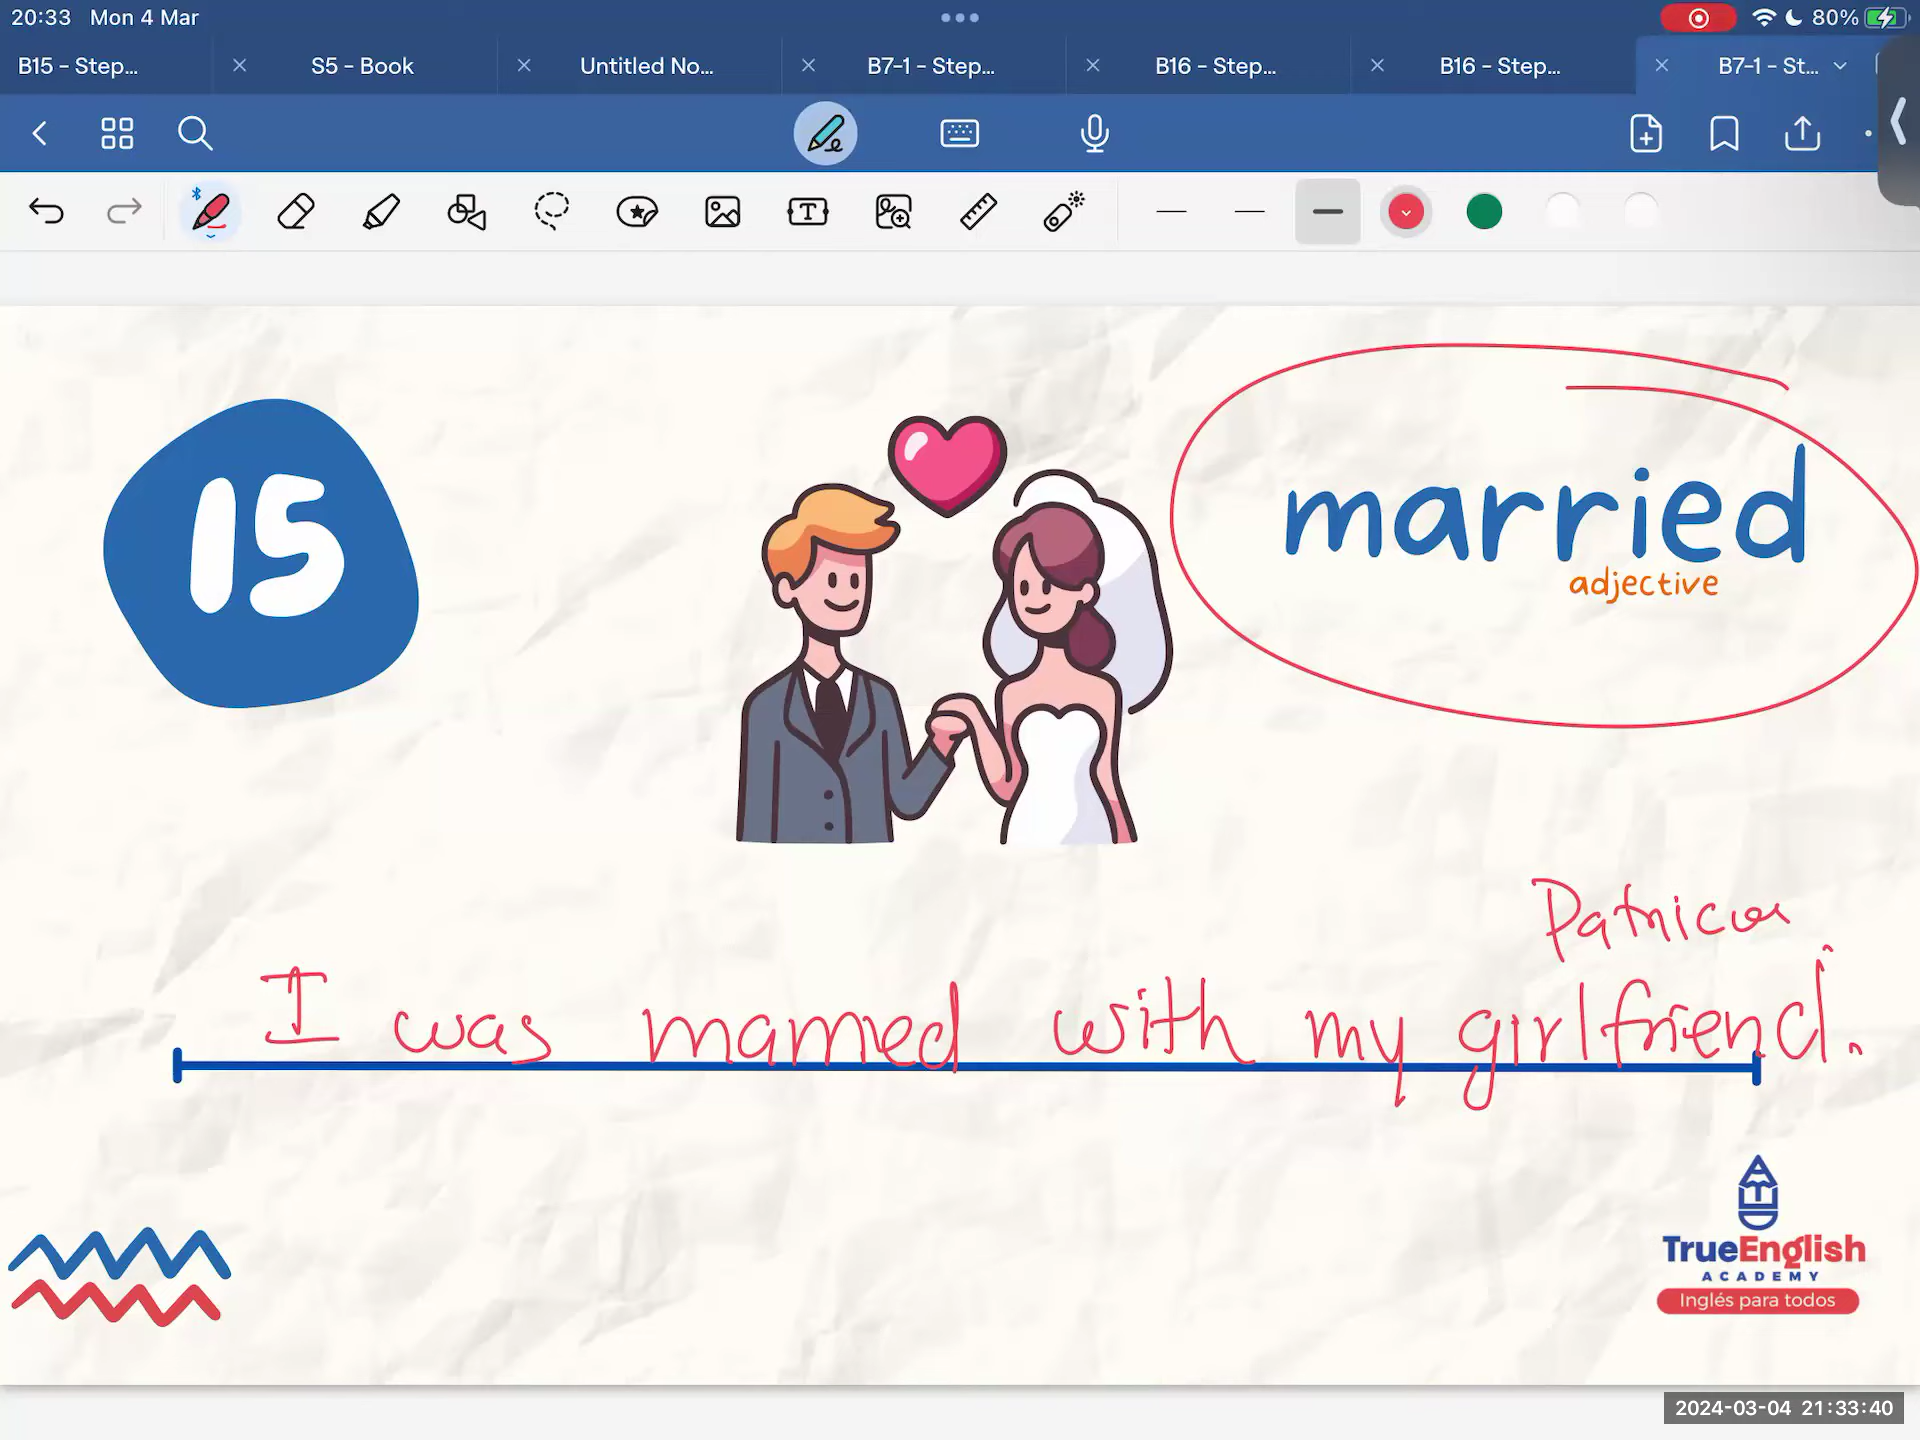 20:33 Mon 4 Mar
80%
B15 - Step... S5 - Book Untitled No... B7-1 - Step... B16 - Step... B16 - Step... B7-1 - St...
15
married
adjective
Patricia
I was married with my girlfriend.
TrueEnglish
ACADEMY
Inglés para todos
2024-03-04 21:33:40